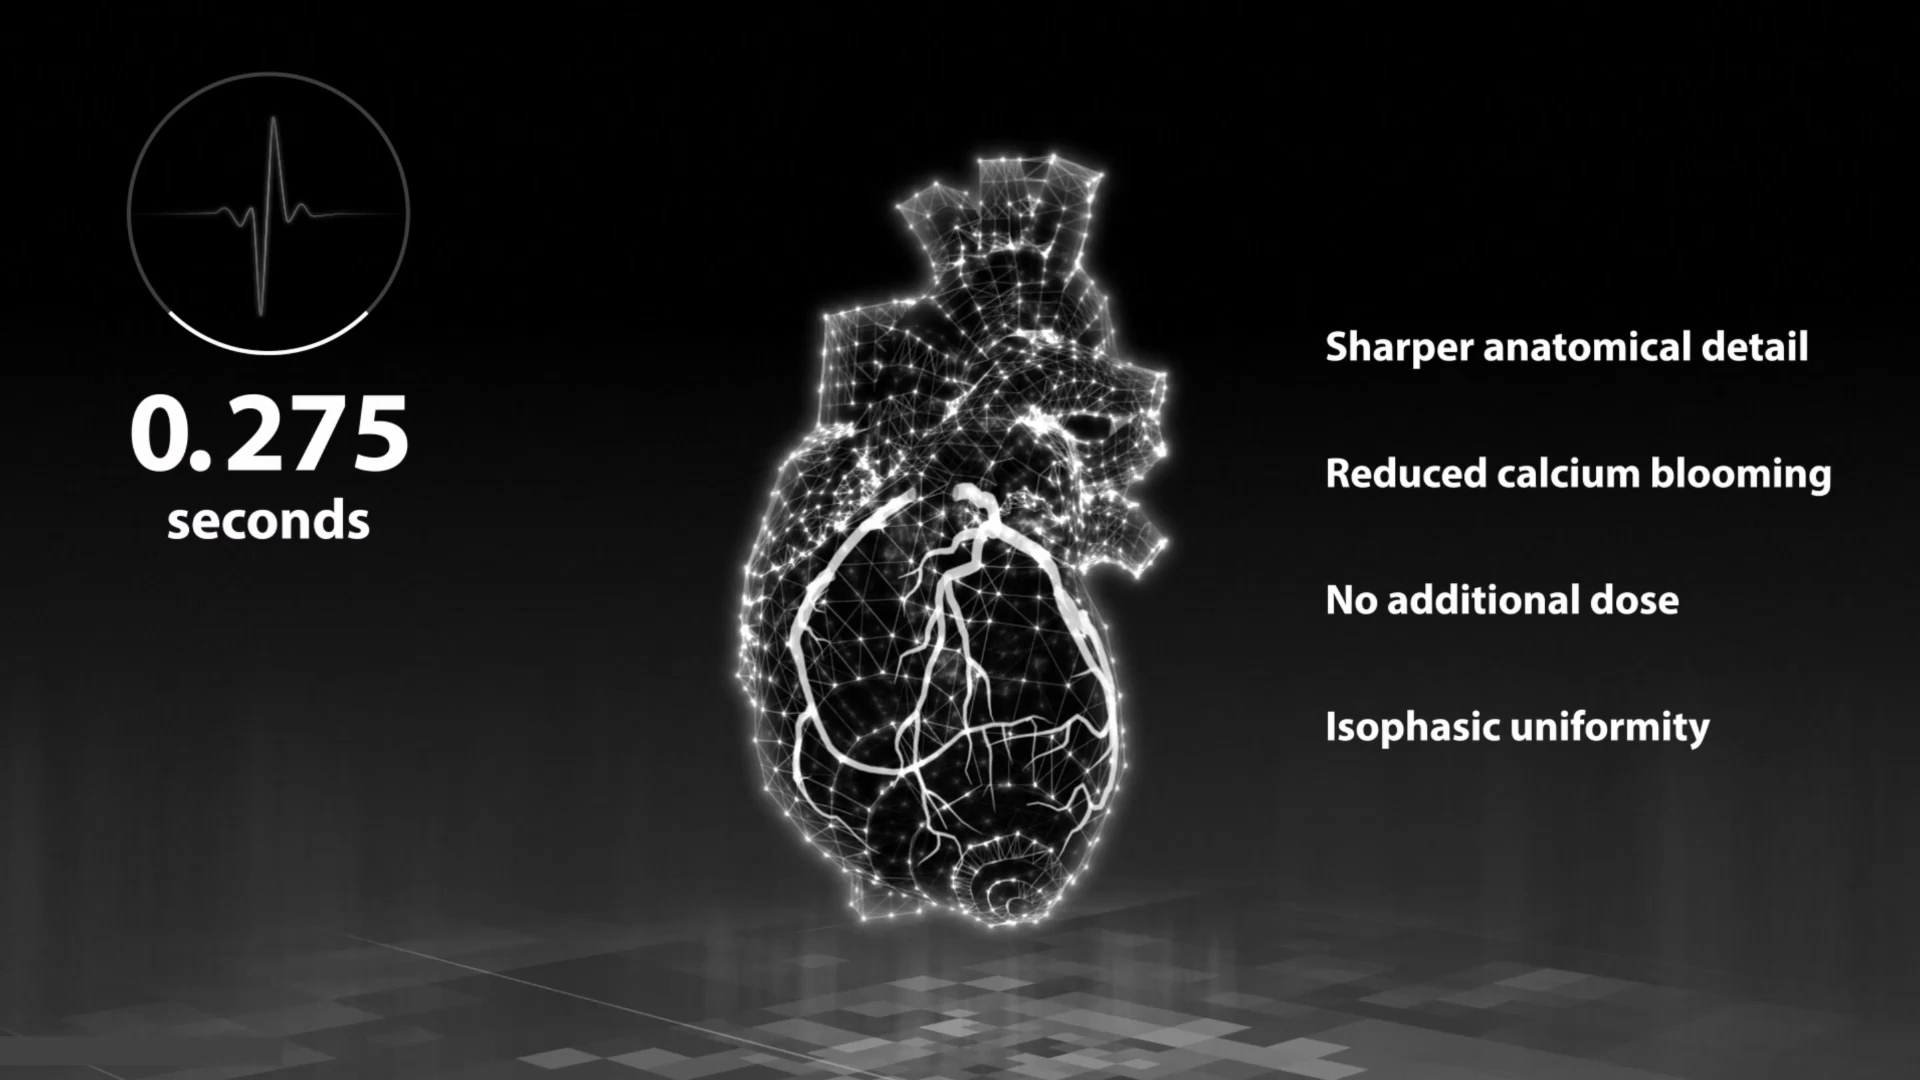 0.275
seconds
Sharper anatomical detail
Reduced calcium blooming
No additional dose
Isophasic uniformity